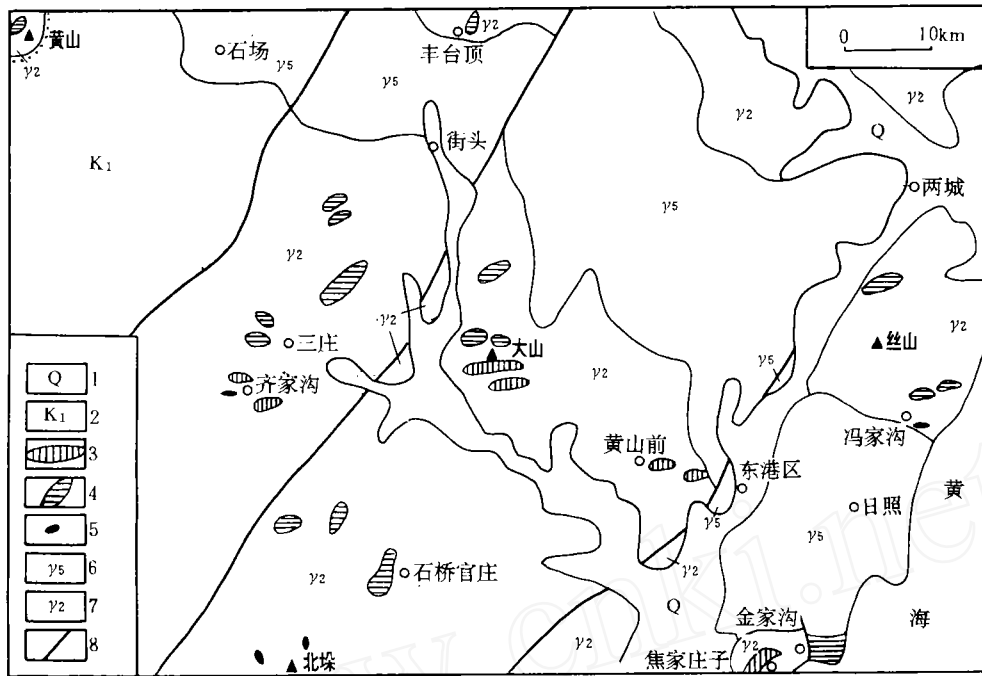 黄山
γ2
石场
γ5
γ2
丰台顶
γ5
0 10km
γ2
γ2
Q
街头
K1
两城
γ5
γ2
γ2
γ2
丝山
大山
三庄
γ5
γ2
齐家沟
冯家沟
黄山前
东港区
日照
黄
海
γ5
γ5
γ2
石桥官庄
γ2
Q
金家沟
γ2
γ2
焦家庄子
北垛
Q 1
K1 2
3
4
5
γ5 6
γ2 7
8
www.cnki.net